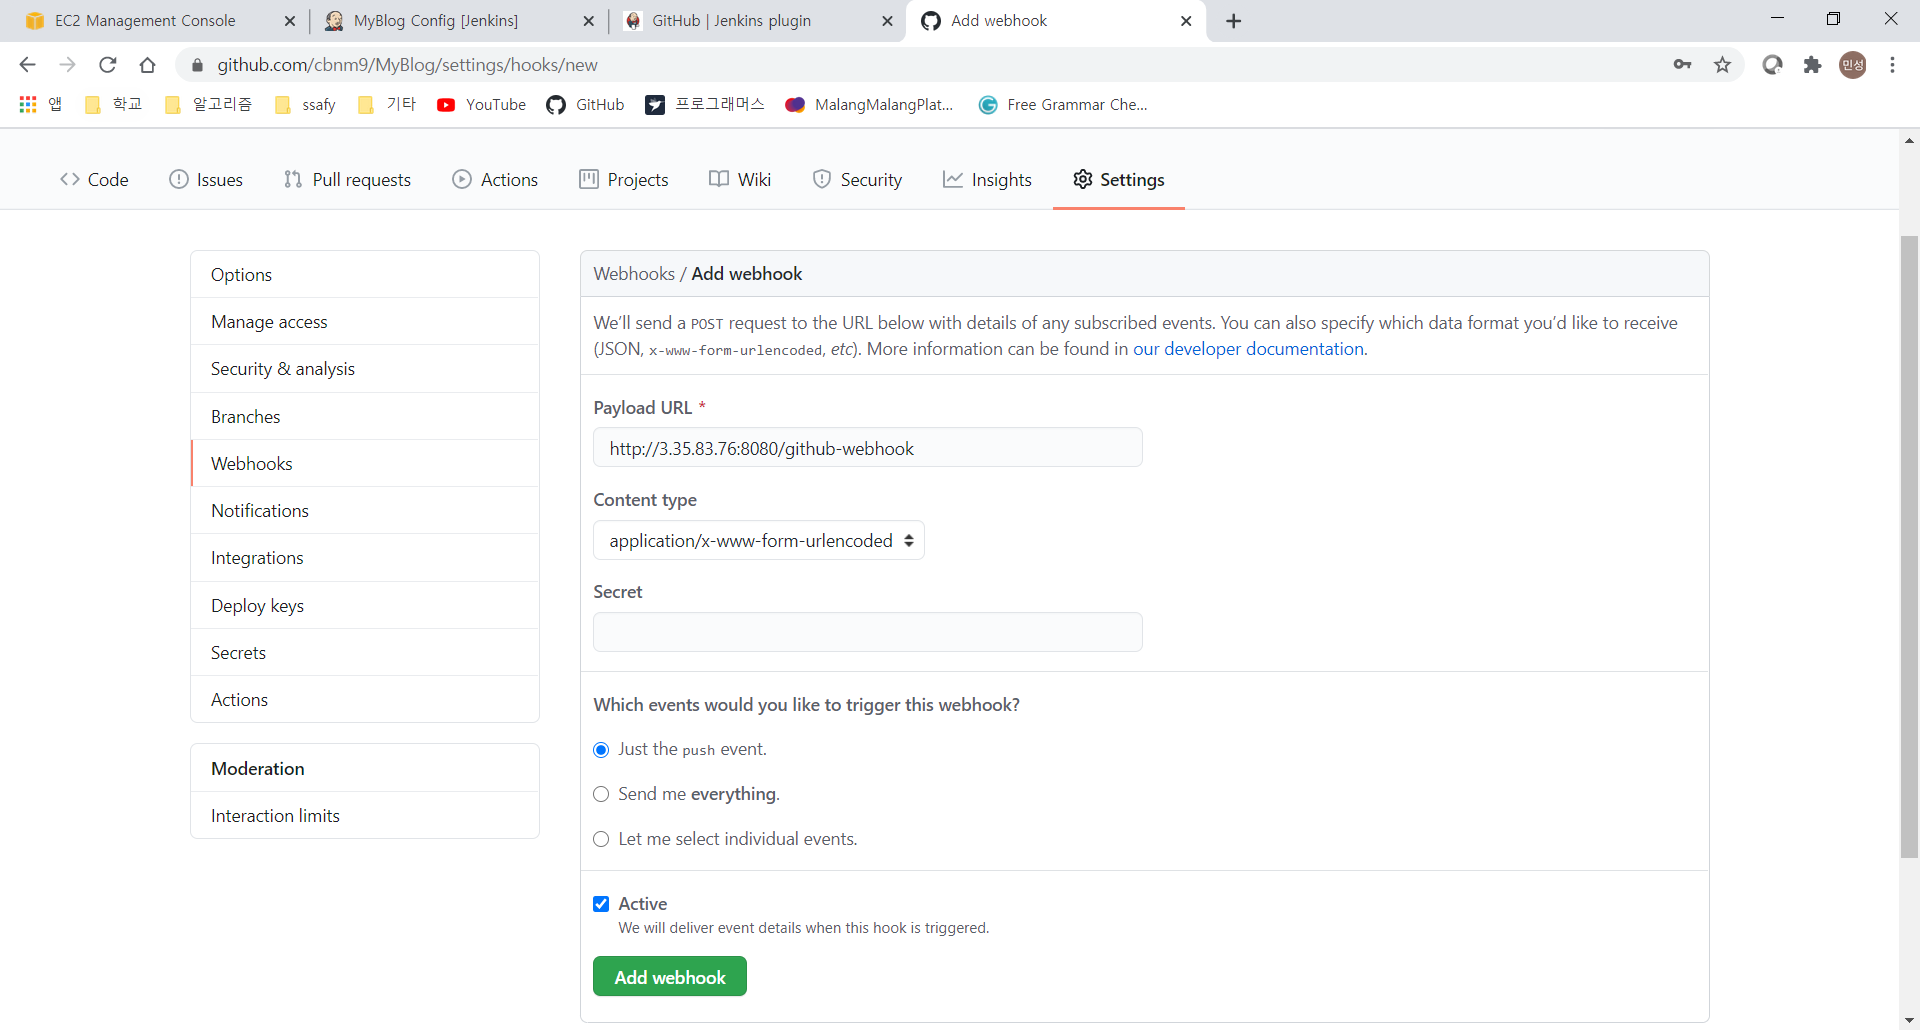 EC2 Management Console
MyBlog Config [Jenkins]
GitHub | Jenkins plugin
Add webhook
github.com/cbnm9/MyBlog/settings/hooks/new
민성
앱 학교 알고리즘 ssafy 기타 YouTube GitHub 프로그래머스 MalangMalangPlat... Free Grammar Che...
Code Issues Pull requests Actions Projects Wiki Security Insights Settings
Options
Manage access
Security & analysis
Branches
Webhooks
Notifications
Integrations
Deploy keys
Secrets
Actions
Moderation
Interaction limits
Webhooks / Add webhook
We'll send a POST request to the URL below with details of any subscribed events. You can also specify which data format you'd like to receive
(JSON, x-www-form-urlencoded, etc). More information can be found in our developer documentation.
Payload URL *
http://3.35.83.76:8080/github-webhook
Content type
application/x-www-form-urlencoded
Secret
Which events would you like to trigger this webhook?
Just the push event.
Send me everything.
Let me select individual events.
Active
We will deliver event details when this hook is triggered.
Add webhook